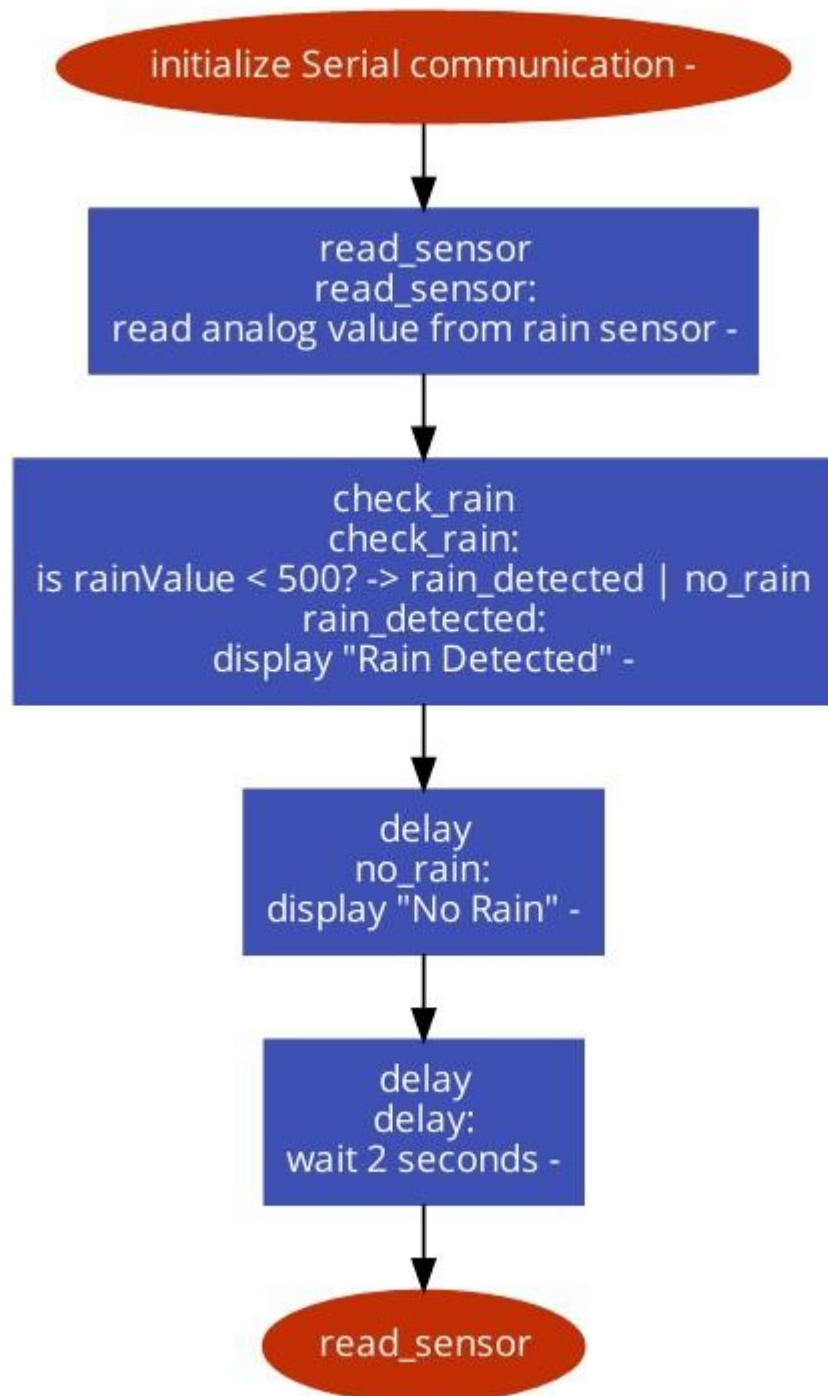 initialize Serial communication -
read_sensor
read_sensor:
read analog value from rain sensor -
check_rain
check_rain:
is rainValue < 500? -> rain_detected | no_rain
rain_detected:
display "Rain Detected" -
delay
no_rain:
display "No Rain" -
delay
delay:
wait 2 seconds -
read_sensor